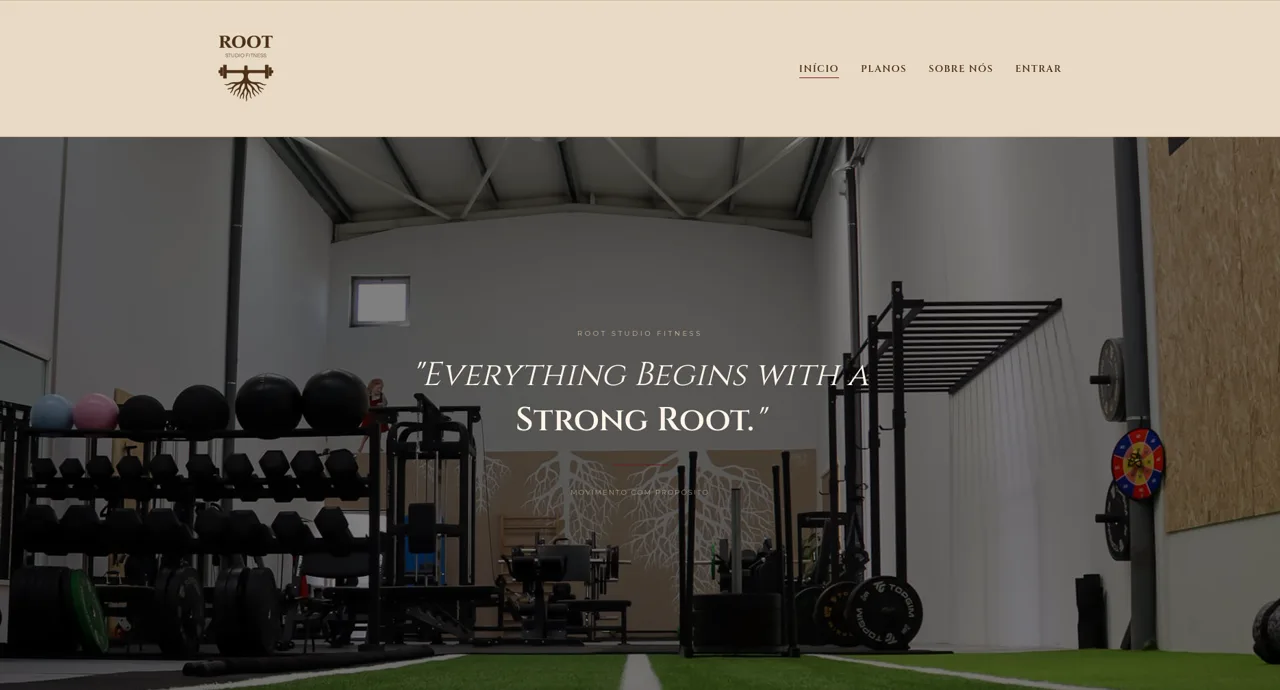 ROOT
STUDIO FITNESS
INÍCIO PLANOS SOBRE NÓS ENTRAR
ROOT STUDIO FITNESS
"EVERYTHING BEGINS WITH A
STRONG ROOT."
MOVIMENTO COM PROPÓSITO
TOPGIM
TOPGIM